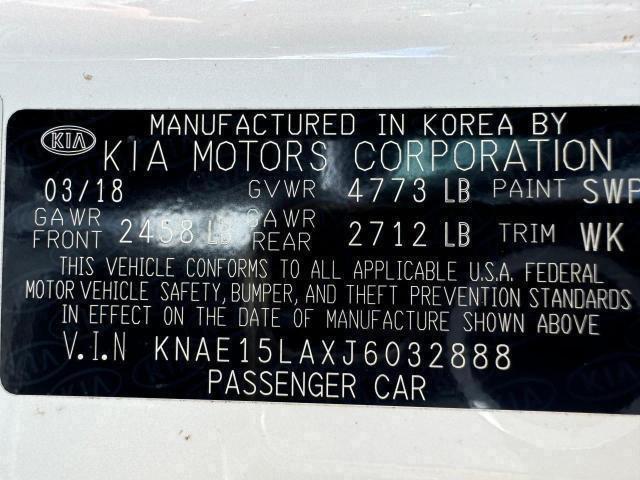 MANUFACTURED IN KOREA BY
KIA KIA MOTORS CORPORATION
03/18 GVWR 4773 LB PAINT SWP
GAWR FRONT 2458 LB GAWR REAR 2712 LB TRIM WK
THIS VEHICLE CONFORMS TO ALL APPLICABLE U.S.A. FEDERAL
MOTOR VEHICLE SAFETY, BUMPER, AND THEFT PREVENTION STANDARDS
IN EFFECT ON THE DATE OF MANUFACTURE SHOWN ABOVE
V.I.N KNAE15LAXJ6032888
PASSENGER CAR